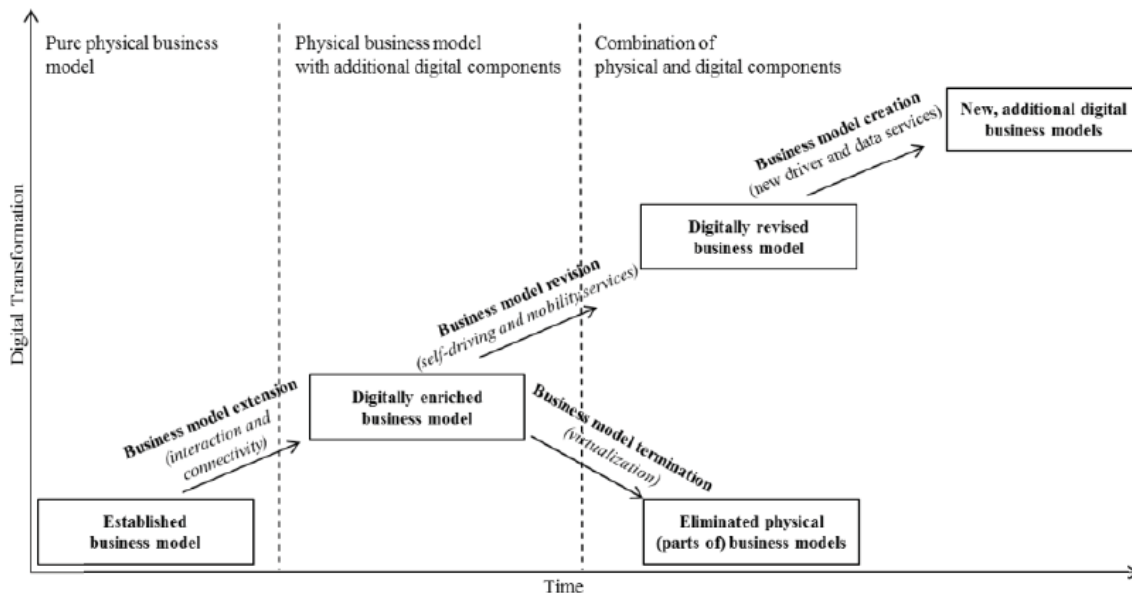 Pure physical business
model
Physical business model
with additional digital components
Combination of
physical and digital components
New, additional digital
business models
Business model creation
(new driver and data services)
Digitally revised
business model
Business model revision
(self-driving and mobility services)
Digital Transformation
Digitally enriched
business model
Business model extension
(interaction and
connectivity)
Business model termination
(virtualization)
Established
business model
Eliminated physical
(parts of) business models
Time